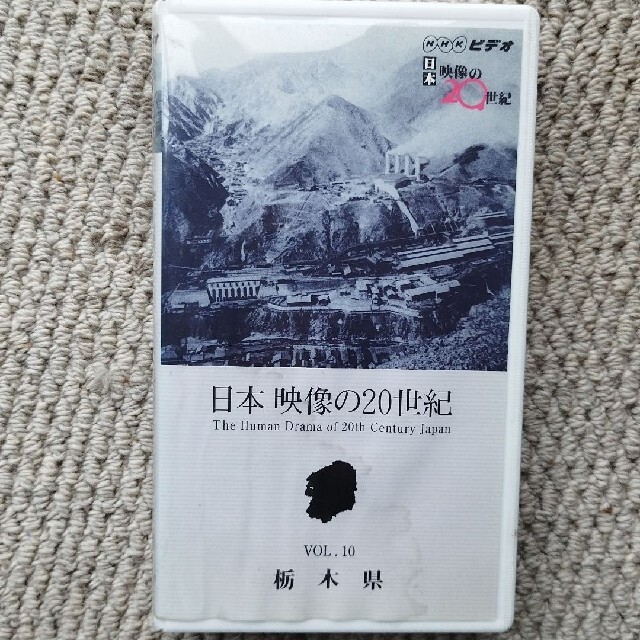 NHKビデオ
日本 映像の20世紀
日本 映像の20世紀
The Human Drama of 20th Century Japan
VOL.10
栃木県